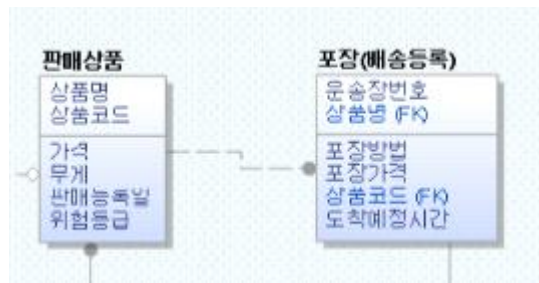 판매상품
상품명
상품코드
가격
무게
판매등록일
위험등급
포장(배송등록)
운송장번호
상품명 (FK)
포장방법
포장가격
상품코드 (FK)
도착예정시간